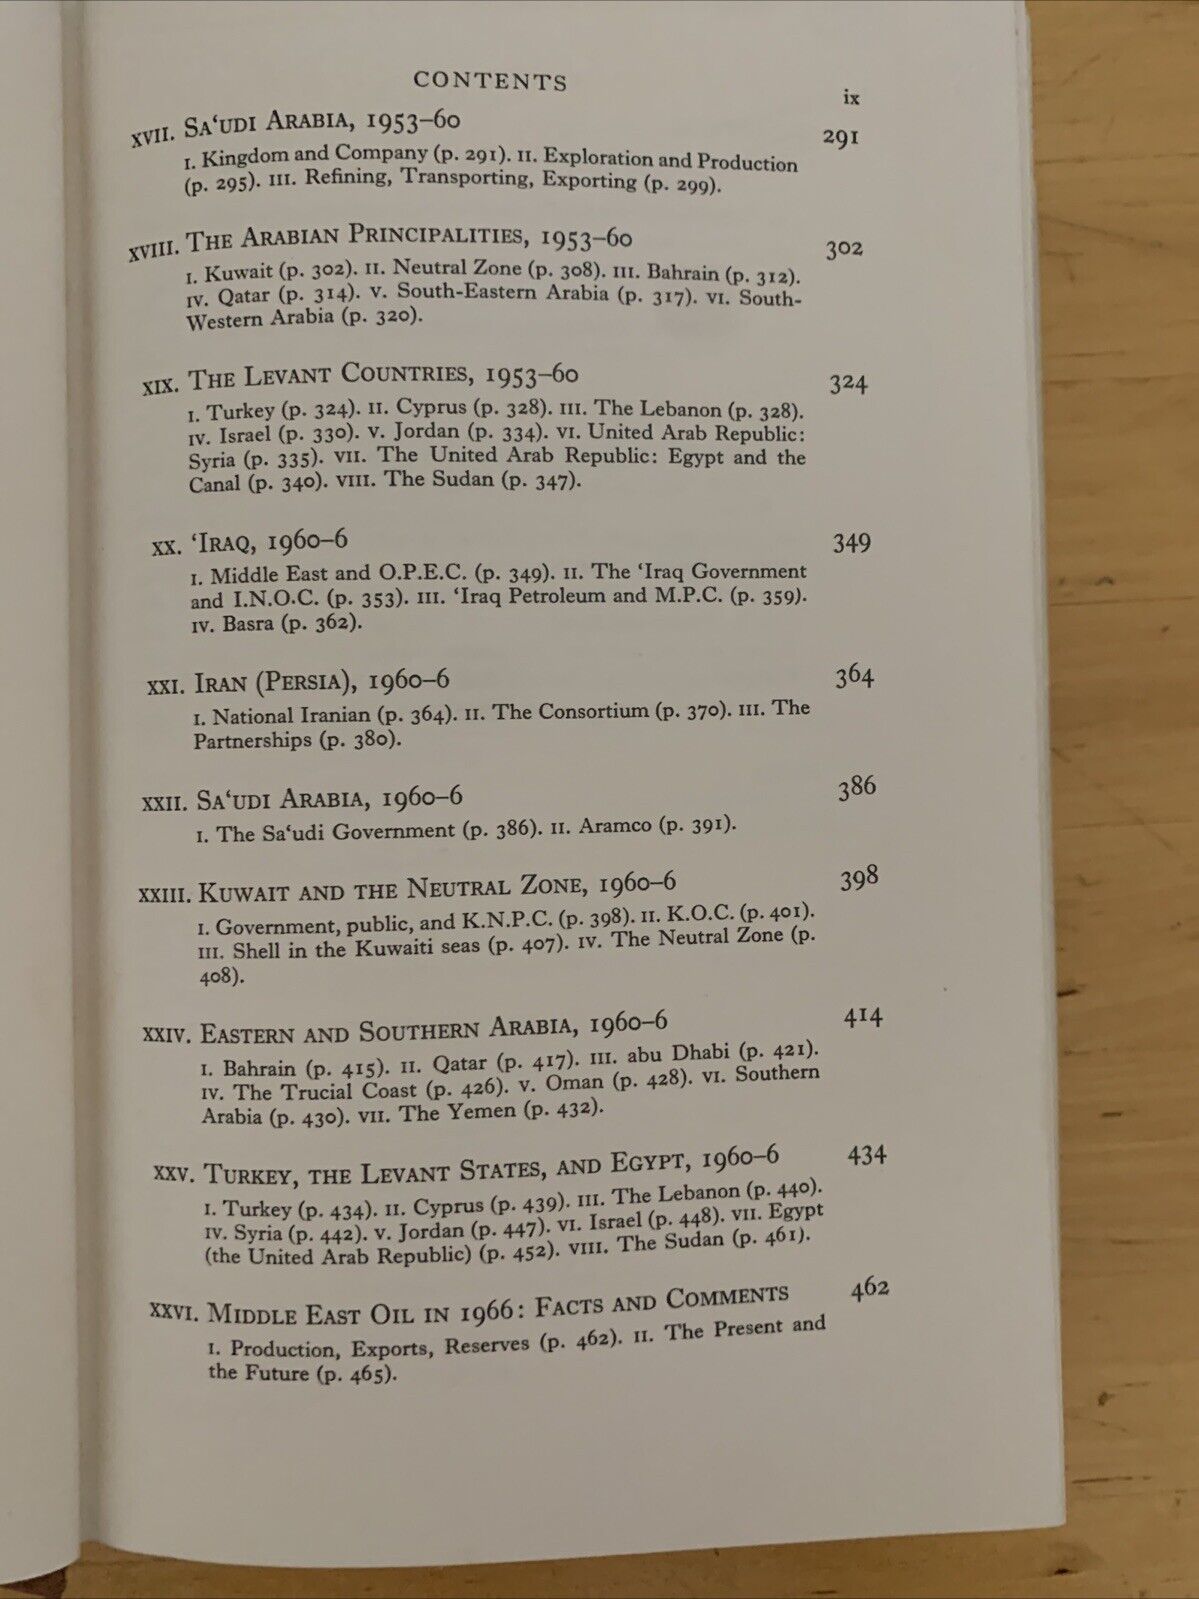 CONTENTS
ix
XVII. SA‘UDI ARABIA, 1953–60 291
I. Kingdom and Company (p. 291). II. Exploration and Production
(p. 295). III. Refining, Transporting, Exporting (p. 299).
XVIII. THE ARABIAN PRINCIPALITIES, 1953–60 302
I. Kuwait (p. 302). II. Neutral Zone (p. 308). III. Bahrain (p. 312).
IV. Qatar (p. 314). V. South-Eastern Arabia (p. 317). VI. South-
Western Arabia (p. 320).
XIX. THE LEVANT COUNTRIES, 1953–60 324
I. Turkey (p. 324). II. Cyprus (p. 328). III. The Lebanon (p. 328).
IV. Israel (p. 330). V. Jordan (p. 334). VI. United Arab Republic:
Syria (p. 335). VII. The United Arab Republic: Egypt and the
Canal (p. 340). VIII. The Sudan (p. 347).
XX. ‘IRAQ, 1960–6 349
I. Middle East and O.P.E.C. (p. 349). II. The ‘Iraq Government
and I.N.O.C. (p. 353). III. ‘Iraq Petroleum and M.P.C. (p. 359).
IV. Basra (p. 362).
XXI. IRAN (PERSIA), 1960–6 364
I. National Iranian (p. 364). II. The Consortium (p. 370). III. The
Partnerships (p. 380).
XXII. SA‘UDI ARABIA, 1960–6 386
I. The Sa‘udi Government (p. 386). II. Aramco (p. 391).
XXIII. KUWAIT AND THE NEUTRAL ZONE, 1960–6 398
I. Government, public, and K.N.P.C. (p. 398). II. K.O.C. (p. 401).
III. Shell in the Kuwaiti seas (p. 407). IV. The Neutral Zone (p.
408).
XXIV. EASTERN AND SOUTHERN ARABIA, 1960–6 414
I. Bahrain (p. 415). II. Qatar (p. 417). III. abu Dhabi (p. 421).
IV. The Trucial Coast (p. 426). V. Oman (p. 428). VI. Southern
Arabia (p. 430). VII. The Yemen (p. 432).
XXV. TURKEY, THE LEVANT STATES, AND EGYPT, 1960–6 434
I. Turkey (p. 434). II. Cyprus (p. 439). III. The Lebanon (p. 440).
IV. Syria (p. 442). V. Jordan (p. 447). VI. Israel (p. 448). VII. Egypt
(the United Arab Republic) (p. 452). VIII. The Sudan (p. 461).
XXVI. MIDDLE EAST OIL IN 1966: FACTS AND COMMENTS 462
I. Production, Exports, Reserves (p. 462). II. The Present and
the Future (p. 465).